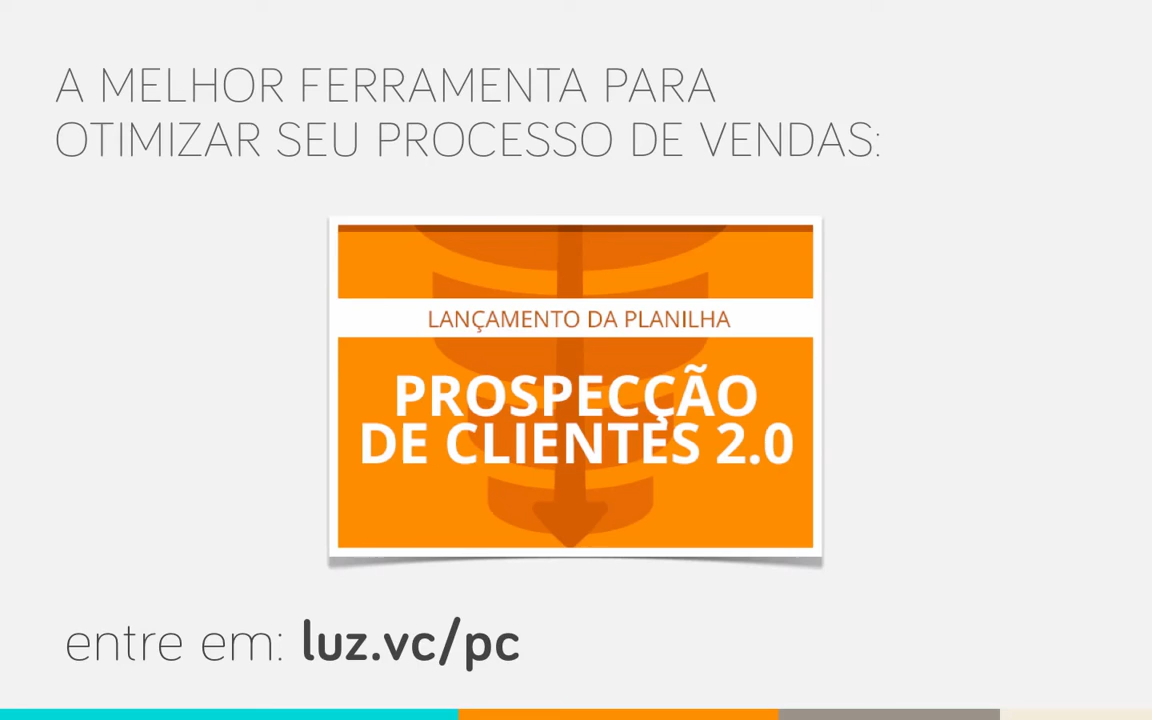 A MELHOR FERRAMENTA PARA
OTIMIZAR SEU PROCESSO DE VENDAS:
LANÇAMENTO DA PLANILHA
PROSPECÇÃO
DE CLIENTES 2.0
entre em: luz.vc/pc